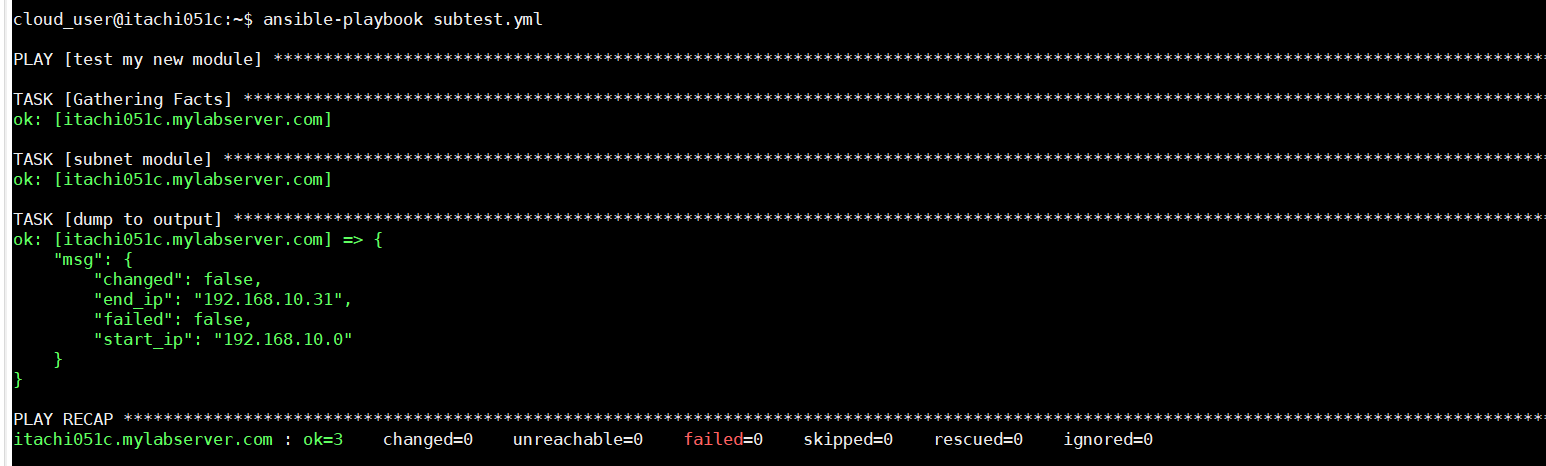 cloud_user@itachi051c:~$ ansible-playbook subtest.yml
PLAY [test my new module] *******************************************************************************************************************************
TASK [Gathering Facts] **********************************************************************************************************************************
ok: [itachi051c.mylabserver.com]
TASK [subnet module] ************************************************************************************************************************************
ok: [itachi051c.mylabserver.com]
TASK [dump to output] ***********************************************************************************************************************************
ok: [itachi051c.mylabserver.com] => {
    "msg": {
        "changed": false,
        "end_ip": "192.168.10.31",
        "failed": false,
        "start_ip": "192.168.10.0"
    }
}
PLAY RECAP **********************************************************************************************************************************************
itachi051c.mylabserver.com : ok=3    changed=0    unreachable=0    failed=0    skipped=0    rescued=0    ignored=0